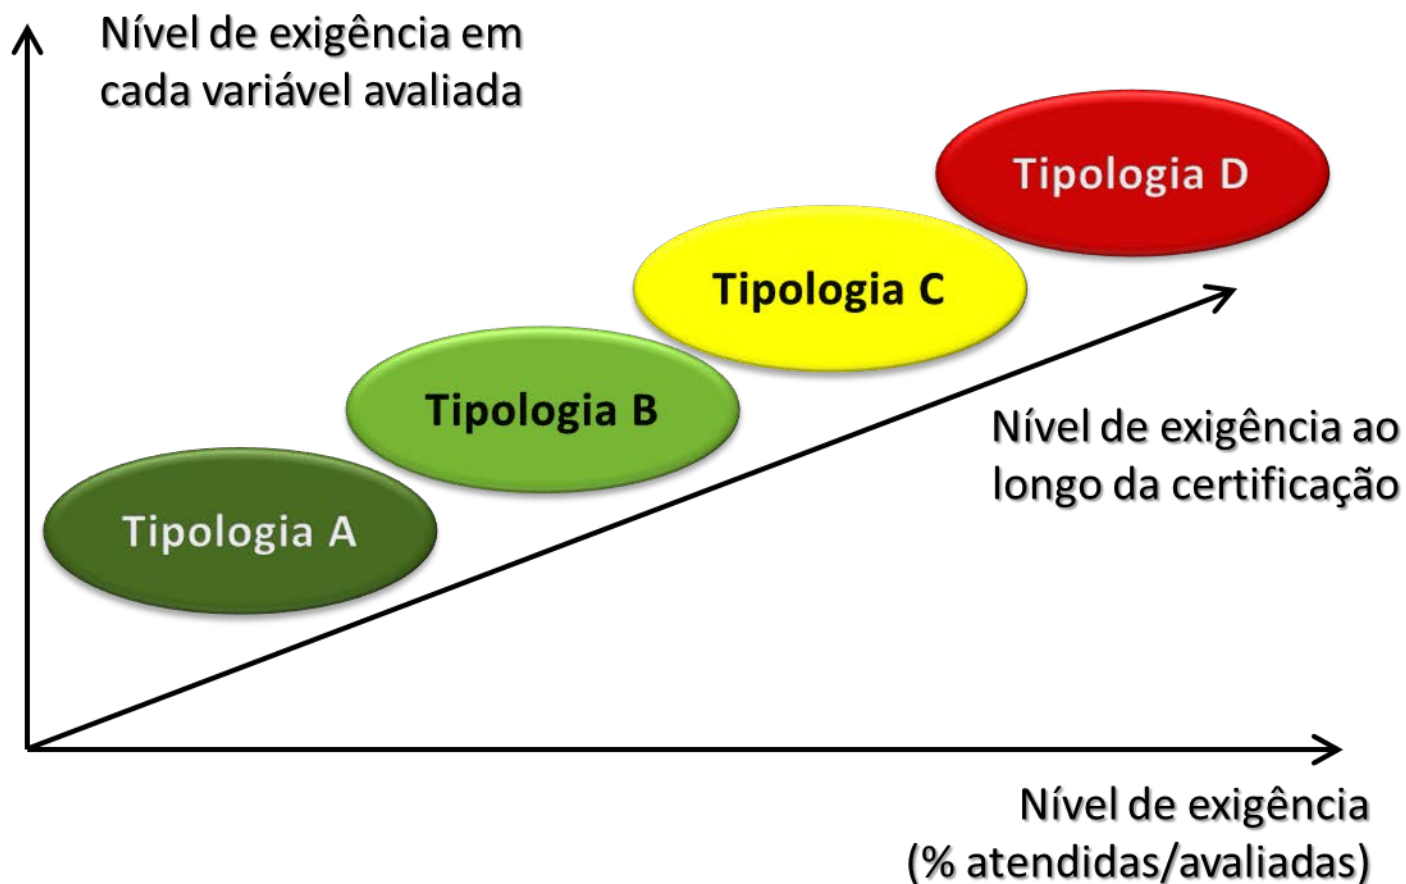 Nível de exigência em
cada variável avaliada
Tipologia D
Tipologia C
Tipologia B
Tipologia A
Nível de exigência ao
longo da certificação
Nível de exigência
(% atendidas/avaliadas)